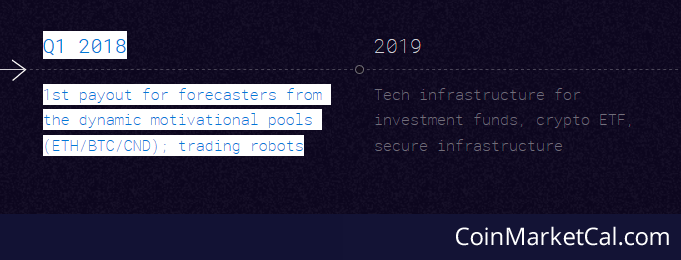 Q1 2018
1st payout for forecasters from
the dynamic motivational pools
(ETH/BTC/CND); trading robots
2019
Tech infrastructure for
investment funds, crypto ETF,
secure infrastructure
CoinMarketCal.com